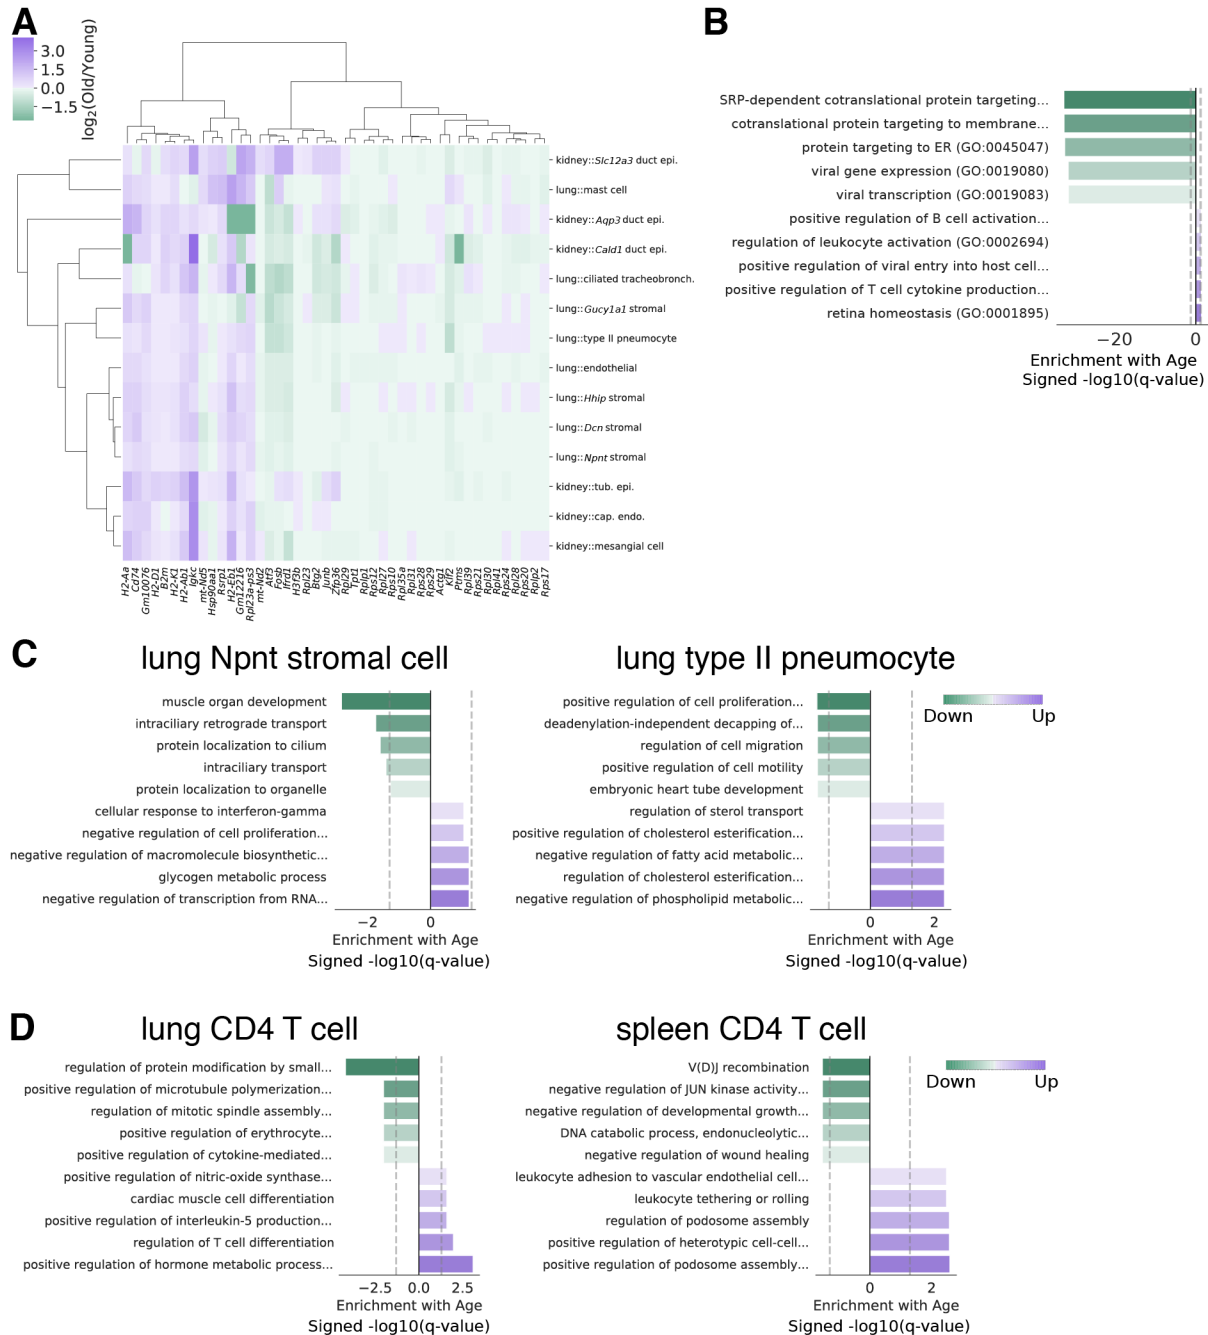 A
3.0
1.5
0.0
−1.5
log2(Old/Young)
kidney::Slc12a3 duct epi.
lung::mast cell
kidney::Aqp3 duct epi.
kidney::Cald1 duct epi.
lung::ciliated tracheobronch.
lung::Gucy1a1 stromal
lung::type II pneumocyte
lung::endothelial
lung::Hhip stromal
lung::Dcn stromal
lung::Npnt stromal
kidney::tub. epi.
kidney::cap. endo.
kidney::mesangial cell
H2-Aa
Cd74
Gm10076
H2-D1
B2m
H2-K1
H2-Ab1
Igkc
mt-Nd5
Hsp90aa1
Rsrp1
H2-Eb1
Gm12216
Rpl23a-ps3
mt-Nd2
Atf3
Fosb
Ifrd1
H3f3b
Rpl23
Btg2
Junb
Zfp36
Rpl29
Tpt1
Rplp1
Rps12
Rpl27
Rps10
Rpl35a
Rpl31
Rps28
Rps29
Actg1
Klf2
Ptms
Rpl39
Rps21
Rpl30
Rpl41
Rps24
Rpl28
Rps20
Rplp2
Rps17
B
SRP-dependent cotranslational protein targeting...
cotranslational protein targeting to membrane...
protein targeting to ER (GO:0045047)
viral gene expression (GO:0019080)
viral transcription (GO:0019083)
positive regulation of B cell activation...
regulation of leukocyte activation (GO:0002694)
positive regulation of viral entry into host cell...
positive regulation of T cell cytokine production...
retina homeostasis (GO:0001895)
−20 0
Enrichment with Age
Signed -log10(q-value)
C
lung Npnt stromal cell
muscle organ development
intraciliary retrograde transport
protein localization to cilium
intraciliary transport
protein localization to organelle
cellular response to interferon-gamma
negative regulation of cell proliferation...
negative regulation of macromolecule biosynthetic...
glycogen metabolic process
negative regulation of transcription from RNA...
−2 0
Enrichment with Age
Signed -log10(q-value)
lung type II pneumocyte
positive regulation of cell proliferation...
deadenylation-independent decapping of...
regulation of cell migration
positive regulation of cell motility
embryonic heart tube development
regulation of sterol transport
positive regulation of cholesterol esterification...
negative regulation of fatty acid metabolic...
regulation of cholesterol esterification...
negative regulation of phospholipid metabolic...
0 2
Enrichment with Age
Signed -log10(q-value)
Down Up
D
lung CD4 T cell
regulation of protein modification by small...
positive regulation of microtubule polymerization...
regulation of mitotic spindle assembly...
positive regulation of erythrocyte...
positive regulation of cytokine-mediated...
positive regulation of nitric-oxide synthase...
cardiac muscle cell differentiation
positive regulation of interleukin-5 production...
regulation of T cell differentiation
positive regulation of hormone metabolic process...
−2.5 0.0 2.5
Enrichment with Age
Signed -log10(q-value)
spleen CD4 T cell
V(D)J recombination
negative regulation of JUN kinase activity...
negative regulation of developmental growth...
DNA catabolic process, endonucleolytic...
negative regulation of wound healing
leukocyte adhesion to vascular endothelial cell...
leukocyte tethering or rolling
regulation of podosome assembly
positive regulation of heterotypic cell-cell...
positive regulation of podosome assembly...
0 2
Enrichment with Age
Signed -log10(q-value)
Down Up